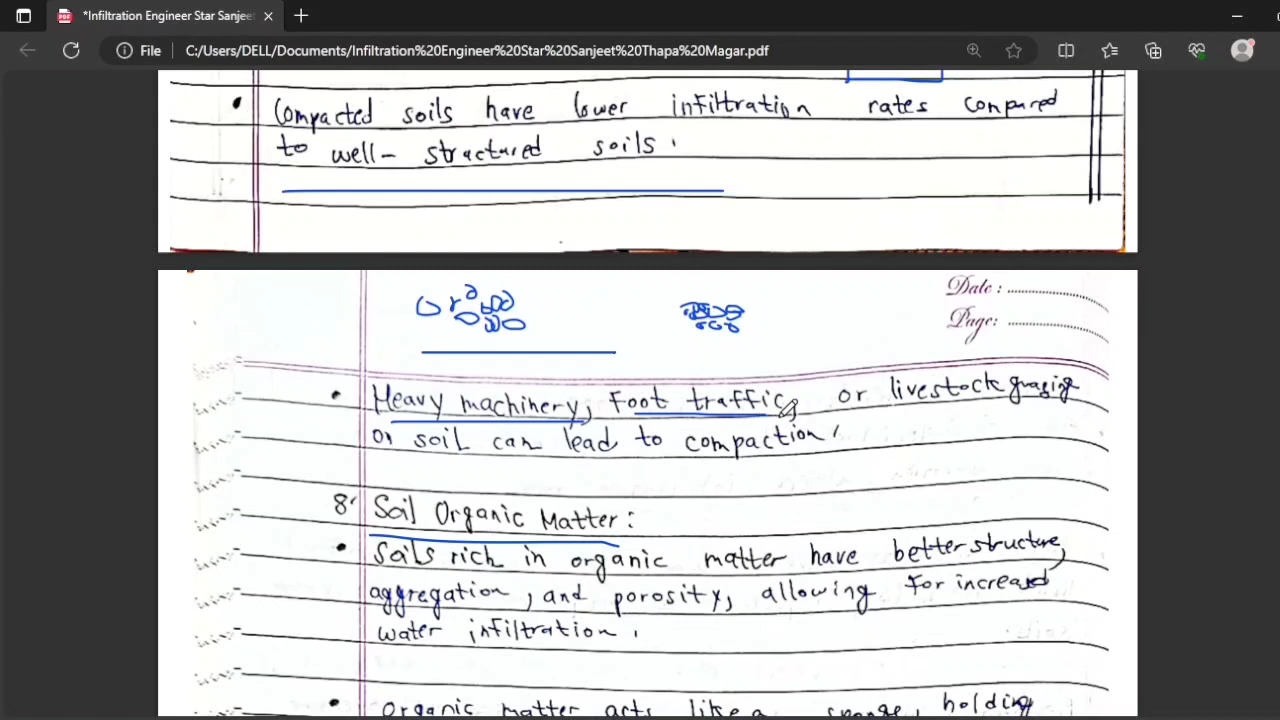 *Infiltration Engineer Star Sanjeet
File
C:/Users/DELL/Documents/Infiltration%20Engineer%20Star%20Sanjeet%20Thapa%20Magar.pdf
• Compacted soils have lower infiltration rates compared
to well-structured soils.
Date : ....................
Page: ....................
• Heavy machinery, Foot traffic, or livestock grazing
on soil can lead to compaction.
8. Soil Organic Matter:
• Soils rich in organic matter have better structure,
aggregation, and porosity, allowing for increased
water infiltration.
• Organic matter acts like a sponge, holding